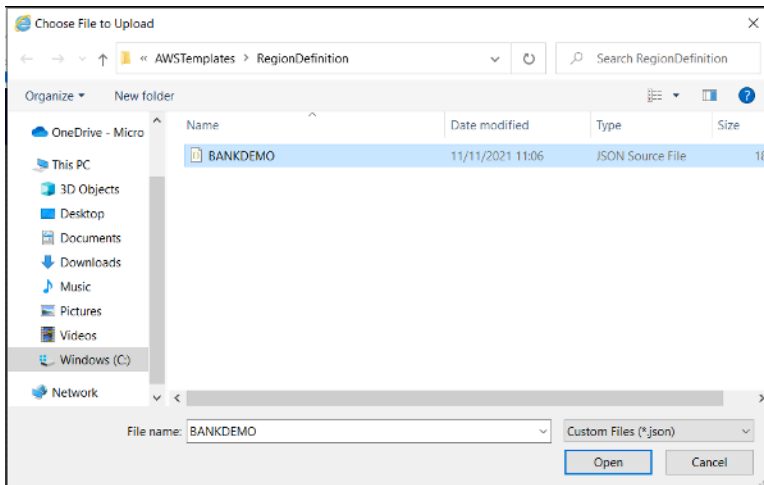 Choose File to Upload
« AWSTemplates > RegionDefinition
Search RegionDefinition
Organize
New folder
?
Name Date modified Type Size
BANKDEMO 11/11/2021 11:06 JSON Source File 18
OneDrive - Micro
This PC
3D Objects
Desktop
Documents
Downloads
Music
Pictures
Videos
Windows (C:)
Network
File name: BANKDEMO
Custom Files (*.json)
Open Cancel